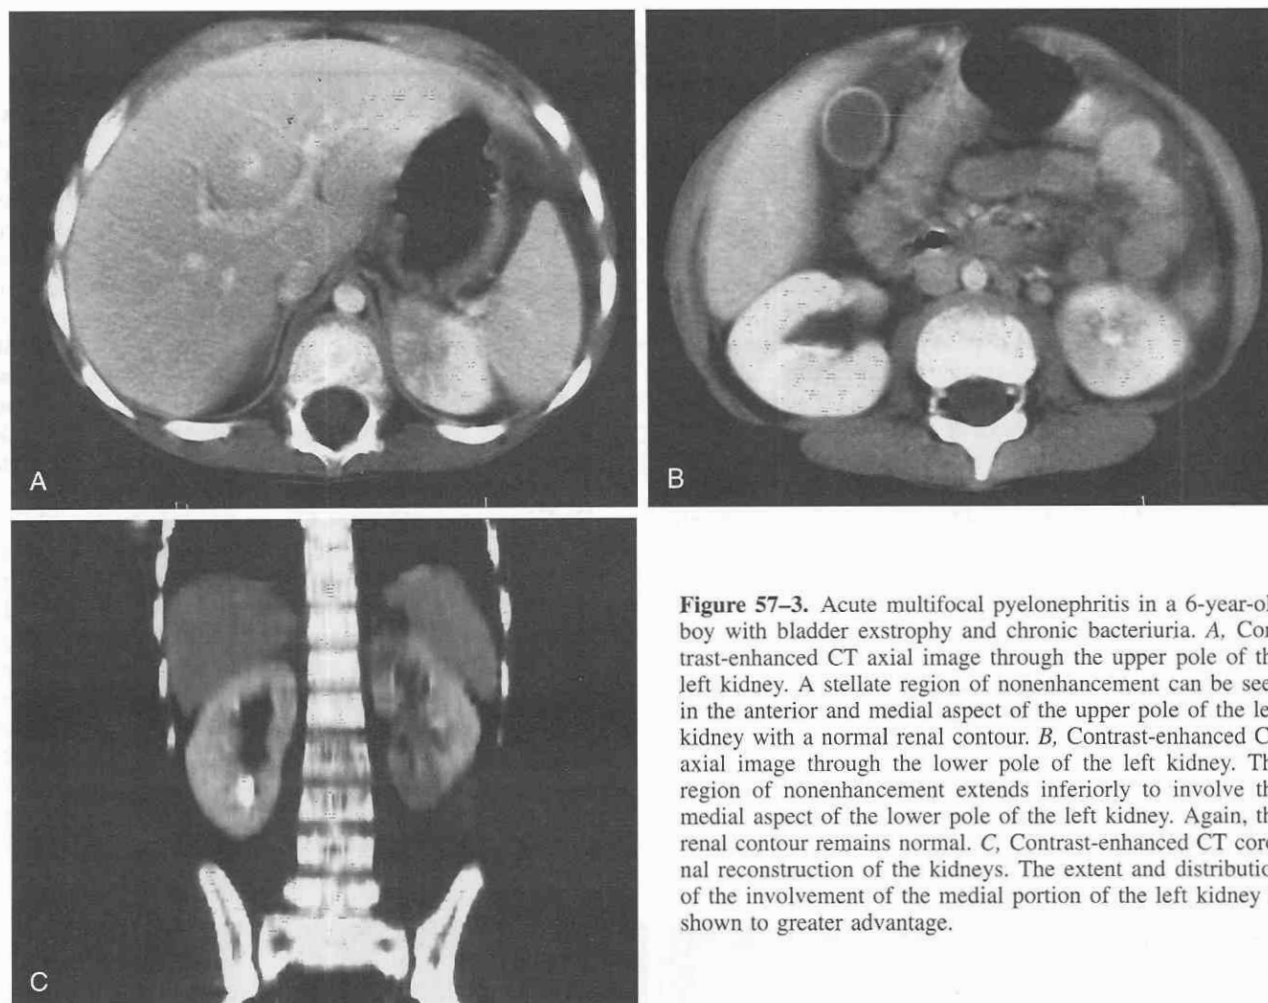 A
B
C
Figure 57–3. Acute multifocal pyelonephritis in a 6-year-ol
boy with bladder exstrophy and chronic bacteriuria. A, Con
trast-enhanced CT axial image through the upper pole of th
left kidney. A stellate region of nonenhancement can be see
in the anterior and medial aspect of the upper pole of the le
kidney with a normal renal contour. B, Contrast-enhanced C
axial image through the lower pole of the left kidney. Th
region of nonenhancement extends inferiorly to involve th
medial aspect of the lower pole of the left kidney. Again, th
renal contour remains normal. C, Contrast-enhanced CT coro
nal reconstruction of the kidneys. The extent and distributio
of the involvement of the medial portion of the left kidney
shown to greater advantage.